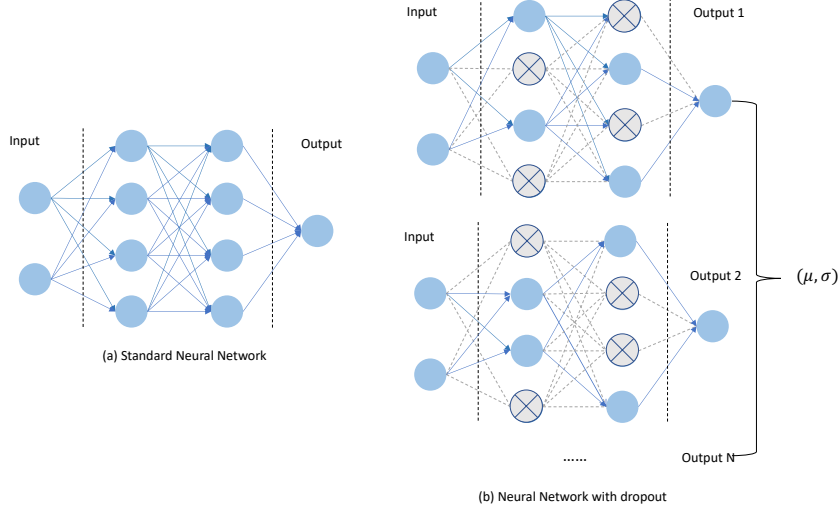 Input
Output
(a) Standard Neural Network
Input
Output 1
Input
Output 2
(μ, σ)
......
Output N
(b) Neural Network with dropout